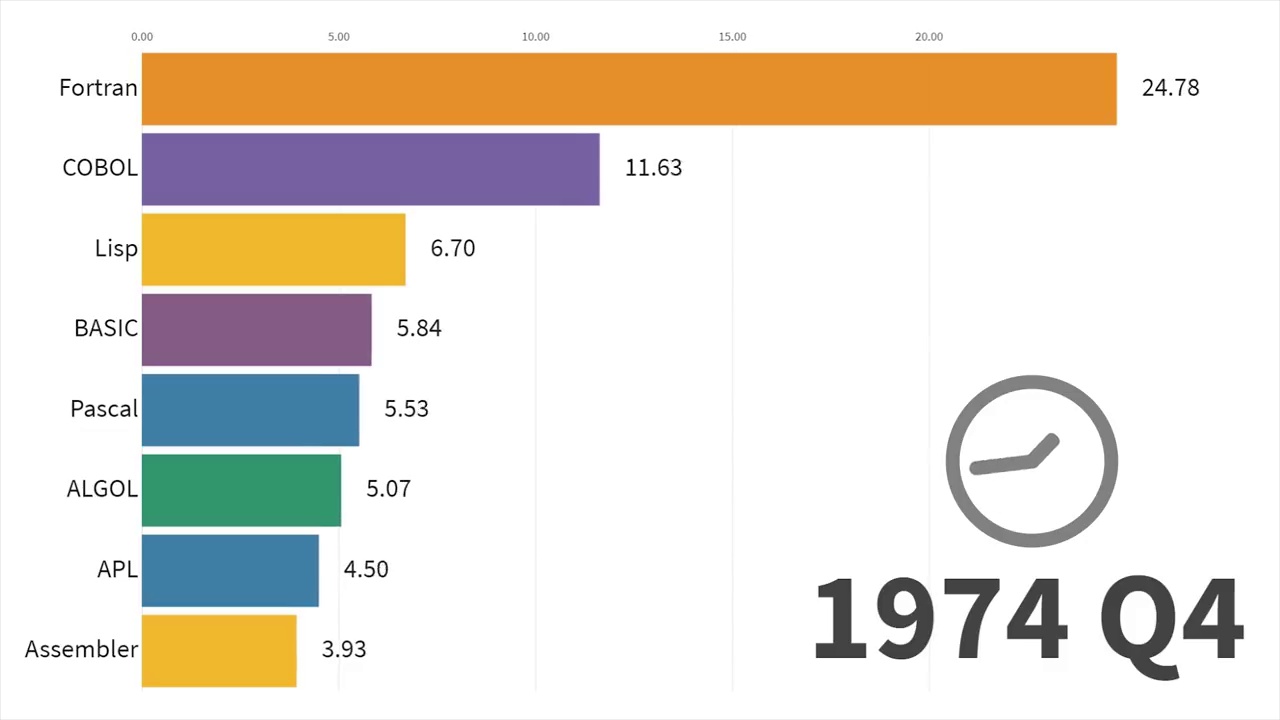 0.00 5.00 10.00 15.00 20.00
Fortran 24.78
COBOL 11.63
Lisp 6.70
BASIC 5.84
Pascal 5.53
ALGOL 5.07
APL 4.50
Assembler 3.93
1974 Q4